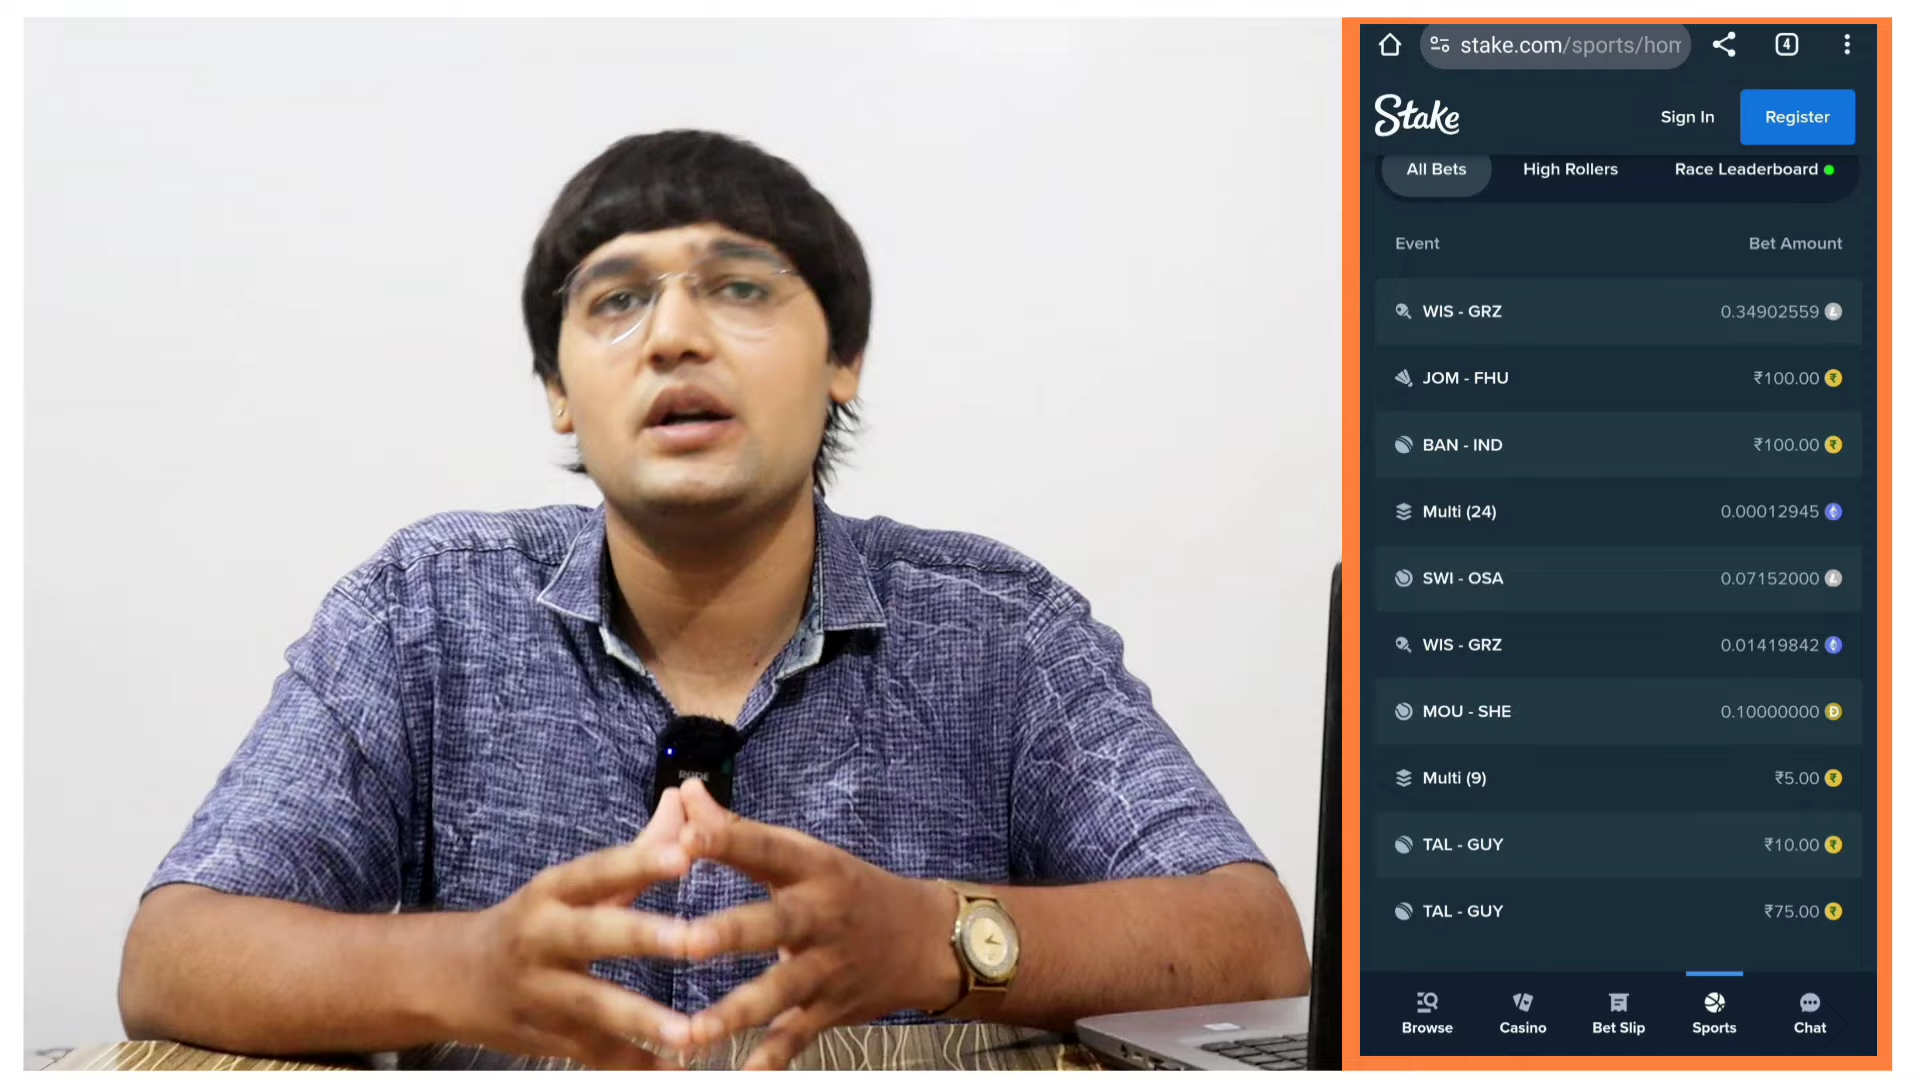 stake.com/sports/hom
4
Stake
Sign In
Register
All Bets
High Rollers
Race Leaderboard
Event
Bet Amount
WIS - GRZ
0.34902559
JOM - FHU
₹100.00
BAN - IND
₹100.00
Multi (24)
0.00012945
SWI - OSA
0.07152000
WIS - GRZ
0.01419842
MOU - SHE
0.10000000
Multi (9)
₹5.00
TAL - GUY
₹10.00
TAL - GUY
₹75.00
RODE
Browse
Casino
Bet Slip
Sports
Chat